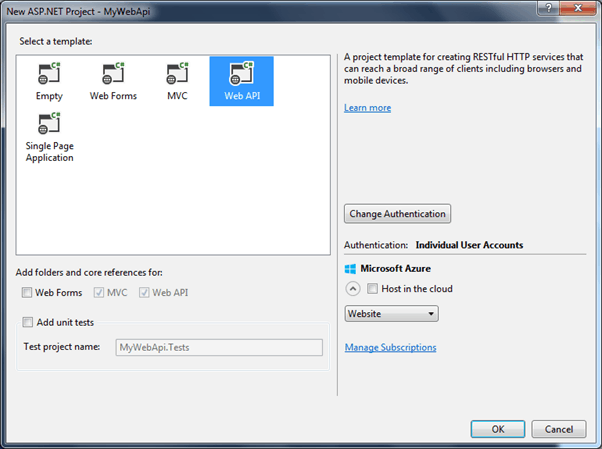 New ASP.NET Project - MyWebApi
Select a template:
Empty
Web Forms
MVC
Web API
Single Page
Application
A project template for creating RESTful HTTP services that
can reach a broad range of clients including browsers and
mobile devices.
Learn more
Change Authentication
Authentication: Individual User Accounts
Microsoft Azure
Host in the cloud
Website
Manage Subscriptions
Add folders and core references for:
Web Forms MVC Web API
Add unit tests
Test project name: MyWebApi.Tests
OK Cancel